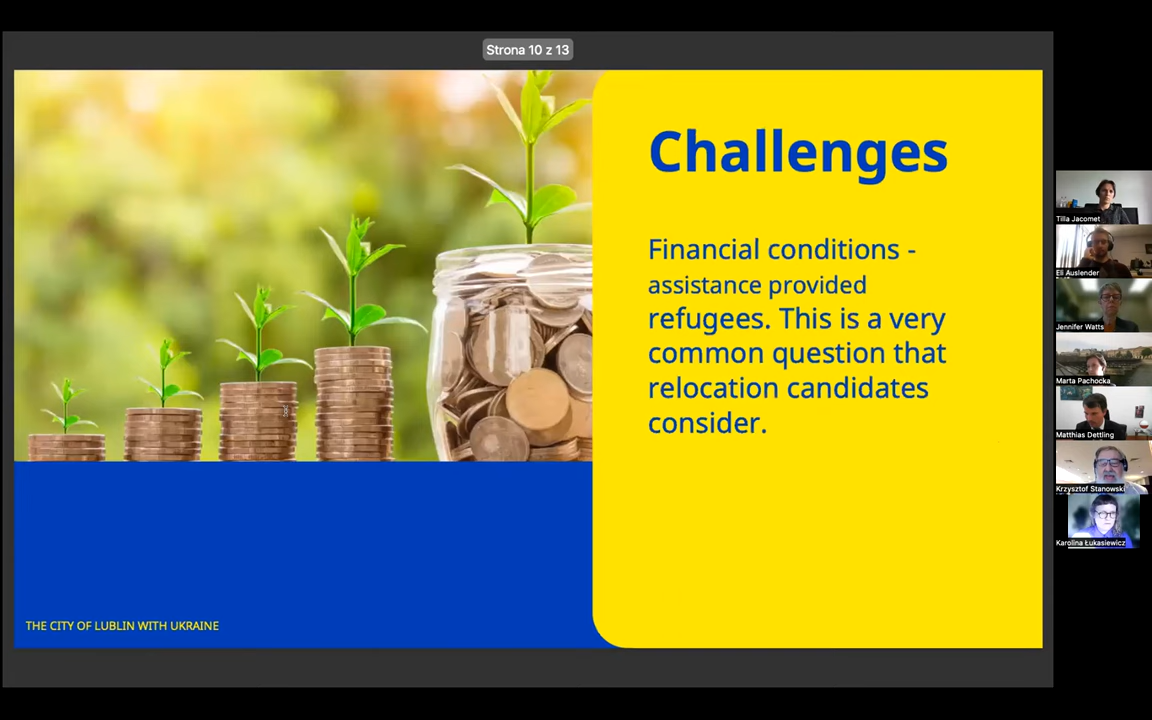 Strona 10 z 13
Challenges
Financial conditions -
assistance provided
refugees. This is a very
common question that
relocation candidates
consider.
THE CITY OF LUBLIN WITH UKRAINE
Tilla Jacomet
Eli Auslender
Jennifer Watts
Marta Pachocka
Matthias Dettling
Krzysztof Stanowski
Karolina Łukasiewicz